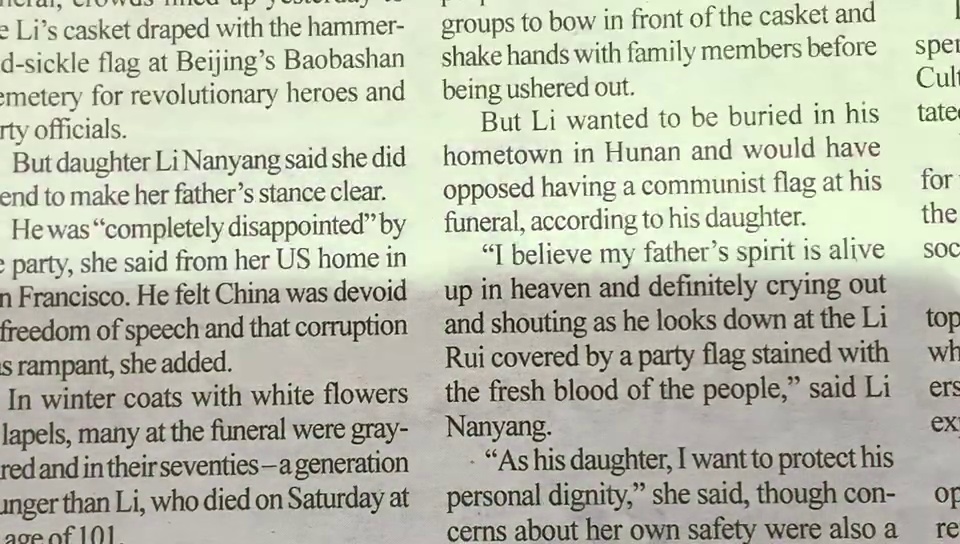 Li's casket draped with the hammer-
d-sickle flag at Beijing's Baobashan
emetery for revolutionary heroes and
rty officials.
But daughter Li Nanyang said she did
end to make her father's stance clear.
He was “completely disappointed” by
e party, she said from her US home in
n Francisco. He felt China was devoid
freedom of speech and that corruption
s rampant, she added.
In winter coats with white flowers
lapels, many at the funeral were gray-
red and in their seventies – a generation
unger than Li, who died on Saturday at
age of 101.
groups to bow in front of the casket and
shake hands with family members before
being ushered out.
But Li wanted to be buried in his
hometown in Hunan and would have
opposed having a communist flag at his
funeral, according to his daughter.
“I believe my father's spirit is alive
up in heaven and definitely crying out
and shouting as he looks down at the Li
Rui covered by a party flag stained with
the fresh blood of the people,” said Li
Nanyang.
“As his daughter, I want to protect his
personal dignity,” she said, though con-
cerns about her own safety were also a
sper
Cult
tate
for
the
soc
top
wh
ers
ex
op
re